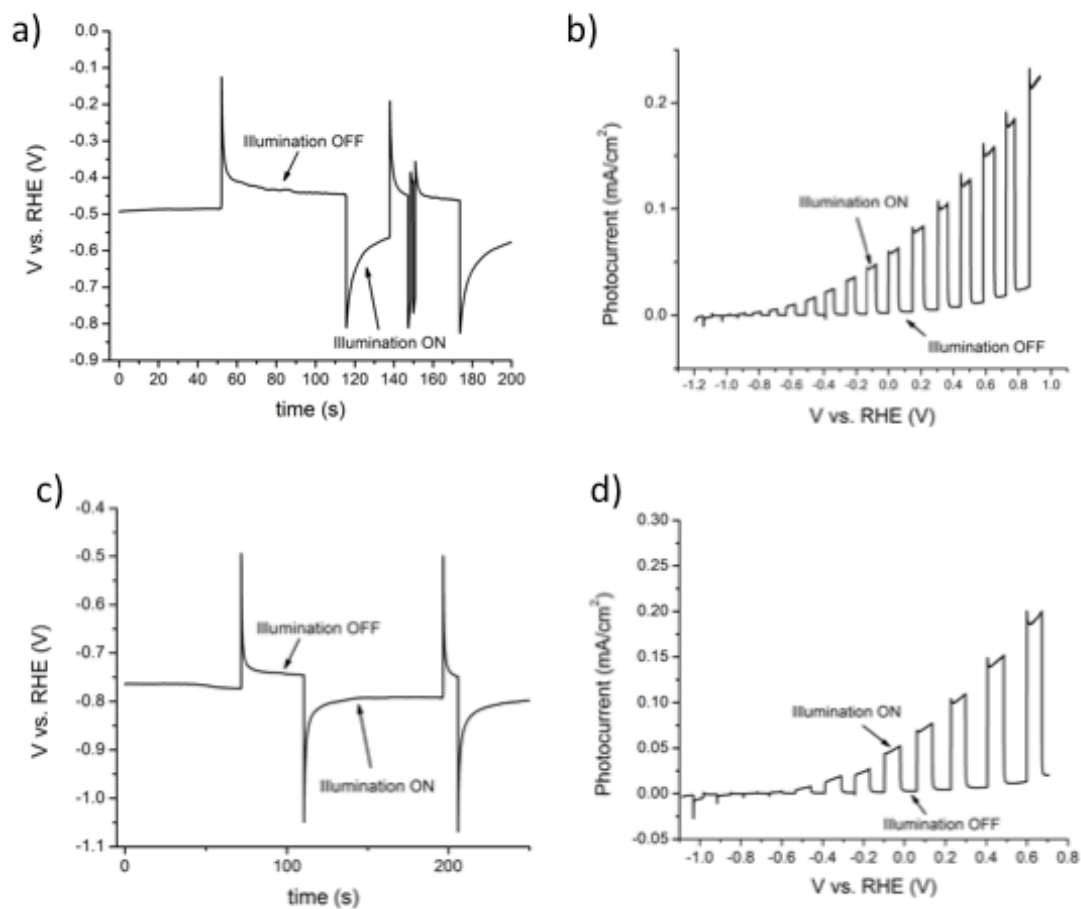 a)
0.0
-0.1
-0.2
-0.3
-0.4
-0.5
-0.6
-0.7
-0.8
-0.9
V vs. RHE (V)
Illumination OFF
Illumination ON
0 20 40 60 80 100 120 140 160 180 200
time (s)
b)
0.2
0.1
0.0
Photocurrent (mA/cm²)
Illumination ON
Illumination OFF
-1.2 -1.0 -0.8 -0.6 -0.4 -0.2 0.0 0.2 0.4 0.6 0.8 1.0
V vs. RHE (V)
c)
-0.4
-0.5
-0.6
-0.7
-0.8
-0.9
-1.0
-1.1
V vs. RHE (V)
Illumination OFF
Illumination ON
0 100 200
time (s)
d)
0.30
0.25
0.20
0.15
0.10
0.05
0.00
-0.05
Photocurrent (mA/cm²)
Illumination ON
Illumination OFF
-1.0 -0.8 -0.6 -0.4 -0.2 0.0 0.2 0.4 0.6 0.8
V vs. RHE (V)